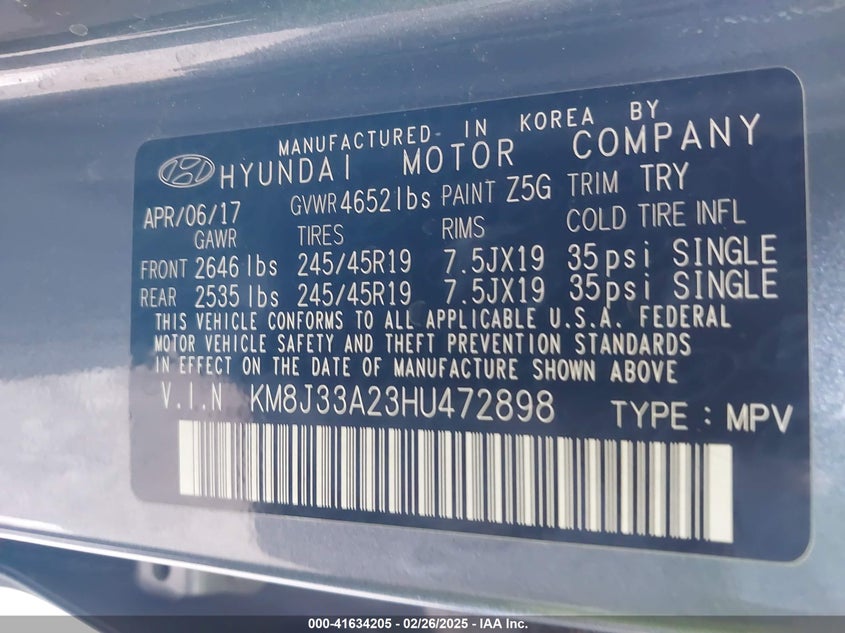 MANUFACTURED IN KOREA BY
HYUNDAI MOTOR COMPANY
APR/06/17 GVWR 4652 lbs PAINT Z5G TRIM TRY
GAWR TIRES RIMS COLD TIRE INFL
FRONT 2646 lbs 245/45R19 7.5JX19 35psi SINGLE
REAR 2535 lbs 245/45R19 7.5JX19 35psi SINGLE
THIS VEHICLE CONFORMS TO ALL APPLICABLE U.S.A. FEDERAL
MOTOR VEHICLE SAFETY AND THEFT PREVENTION STANDARDS
IN EFFECT ON THE DATE OF MANUFACTURE SHOWN ABOVE
V.I.N KM8J33A23HU472898 TYPE : MPV
000-41634205 - 02/26/2025 - IAA Inc.